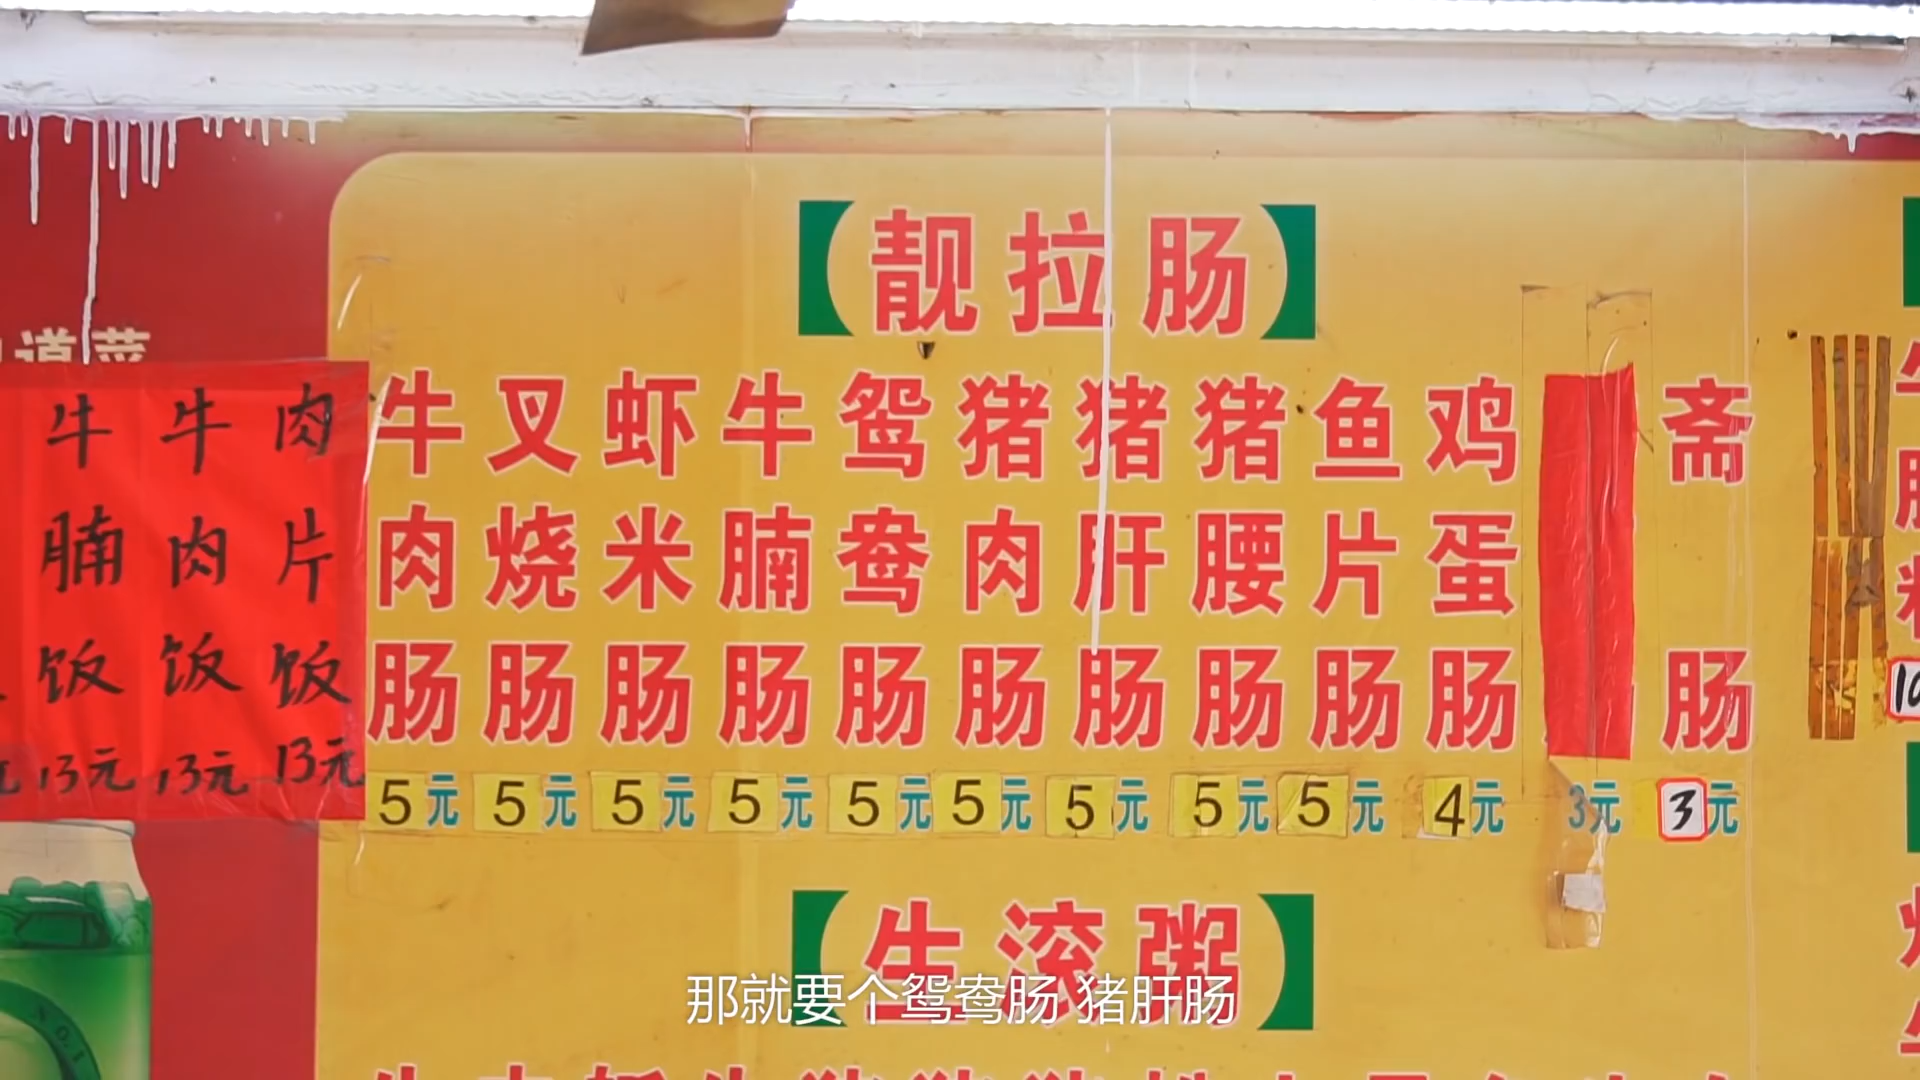 【靓拉肠】
牛肉肠 5元
叉烧肠 5元
虾米肠 5元
牛腩肠 5元
鸳鸯肠 5元
猪肉肠 5元
猪肝肠 5元
猪腰肠 5元
鱼片肠 5元
鸡蛋肠 4元
3元
斋肠 3元
道菜
牛腩饭 13元
牛肉饭 13元
肉片饭 13元
【生滚粥】
NO.1
那就要个鸳鸯肠 猪肝肠